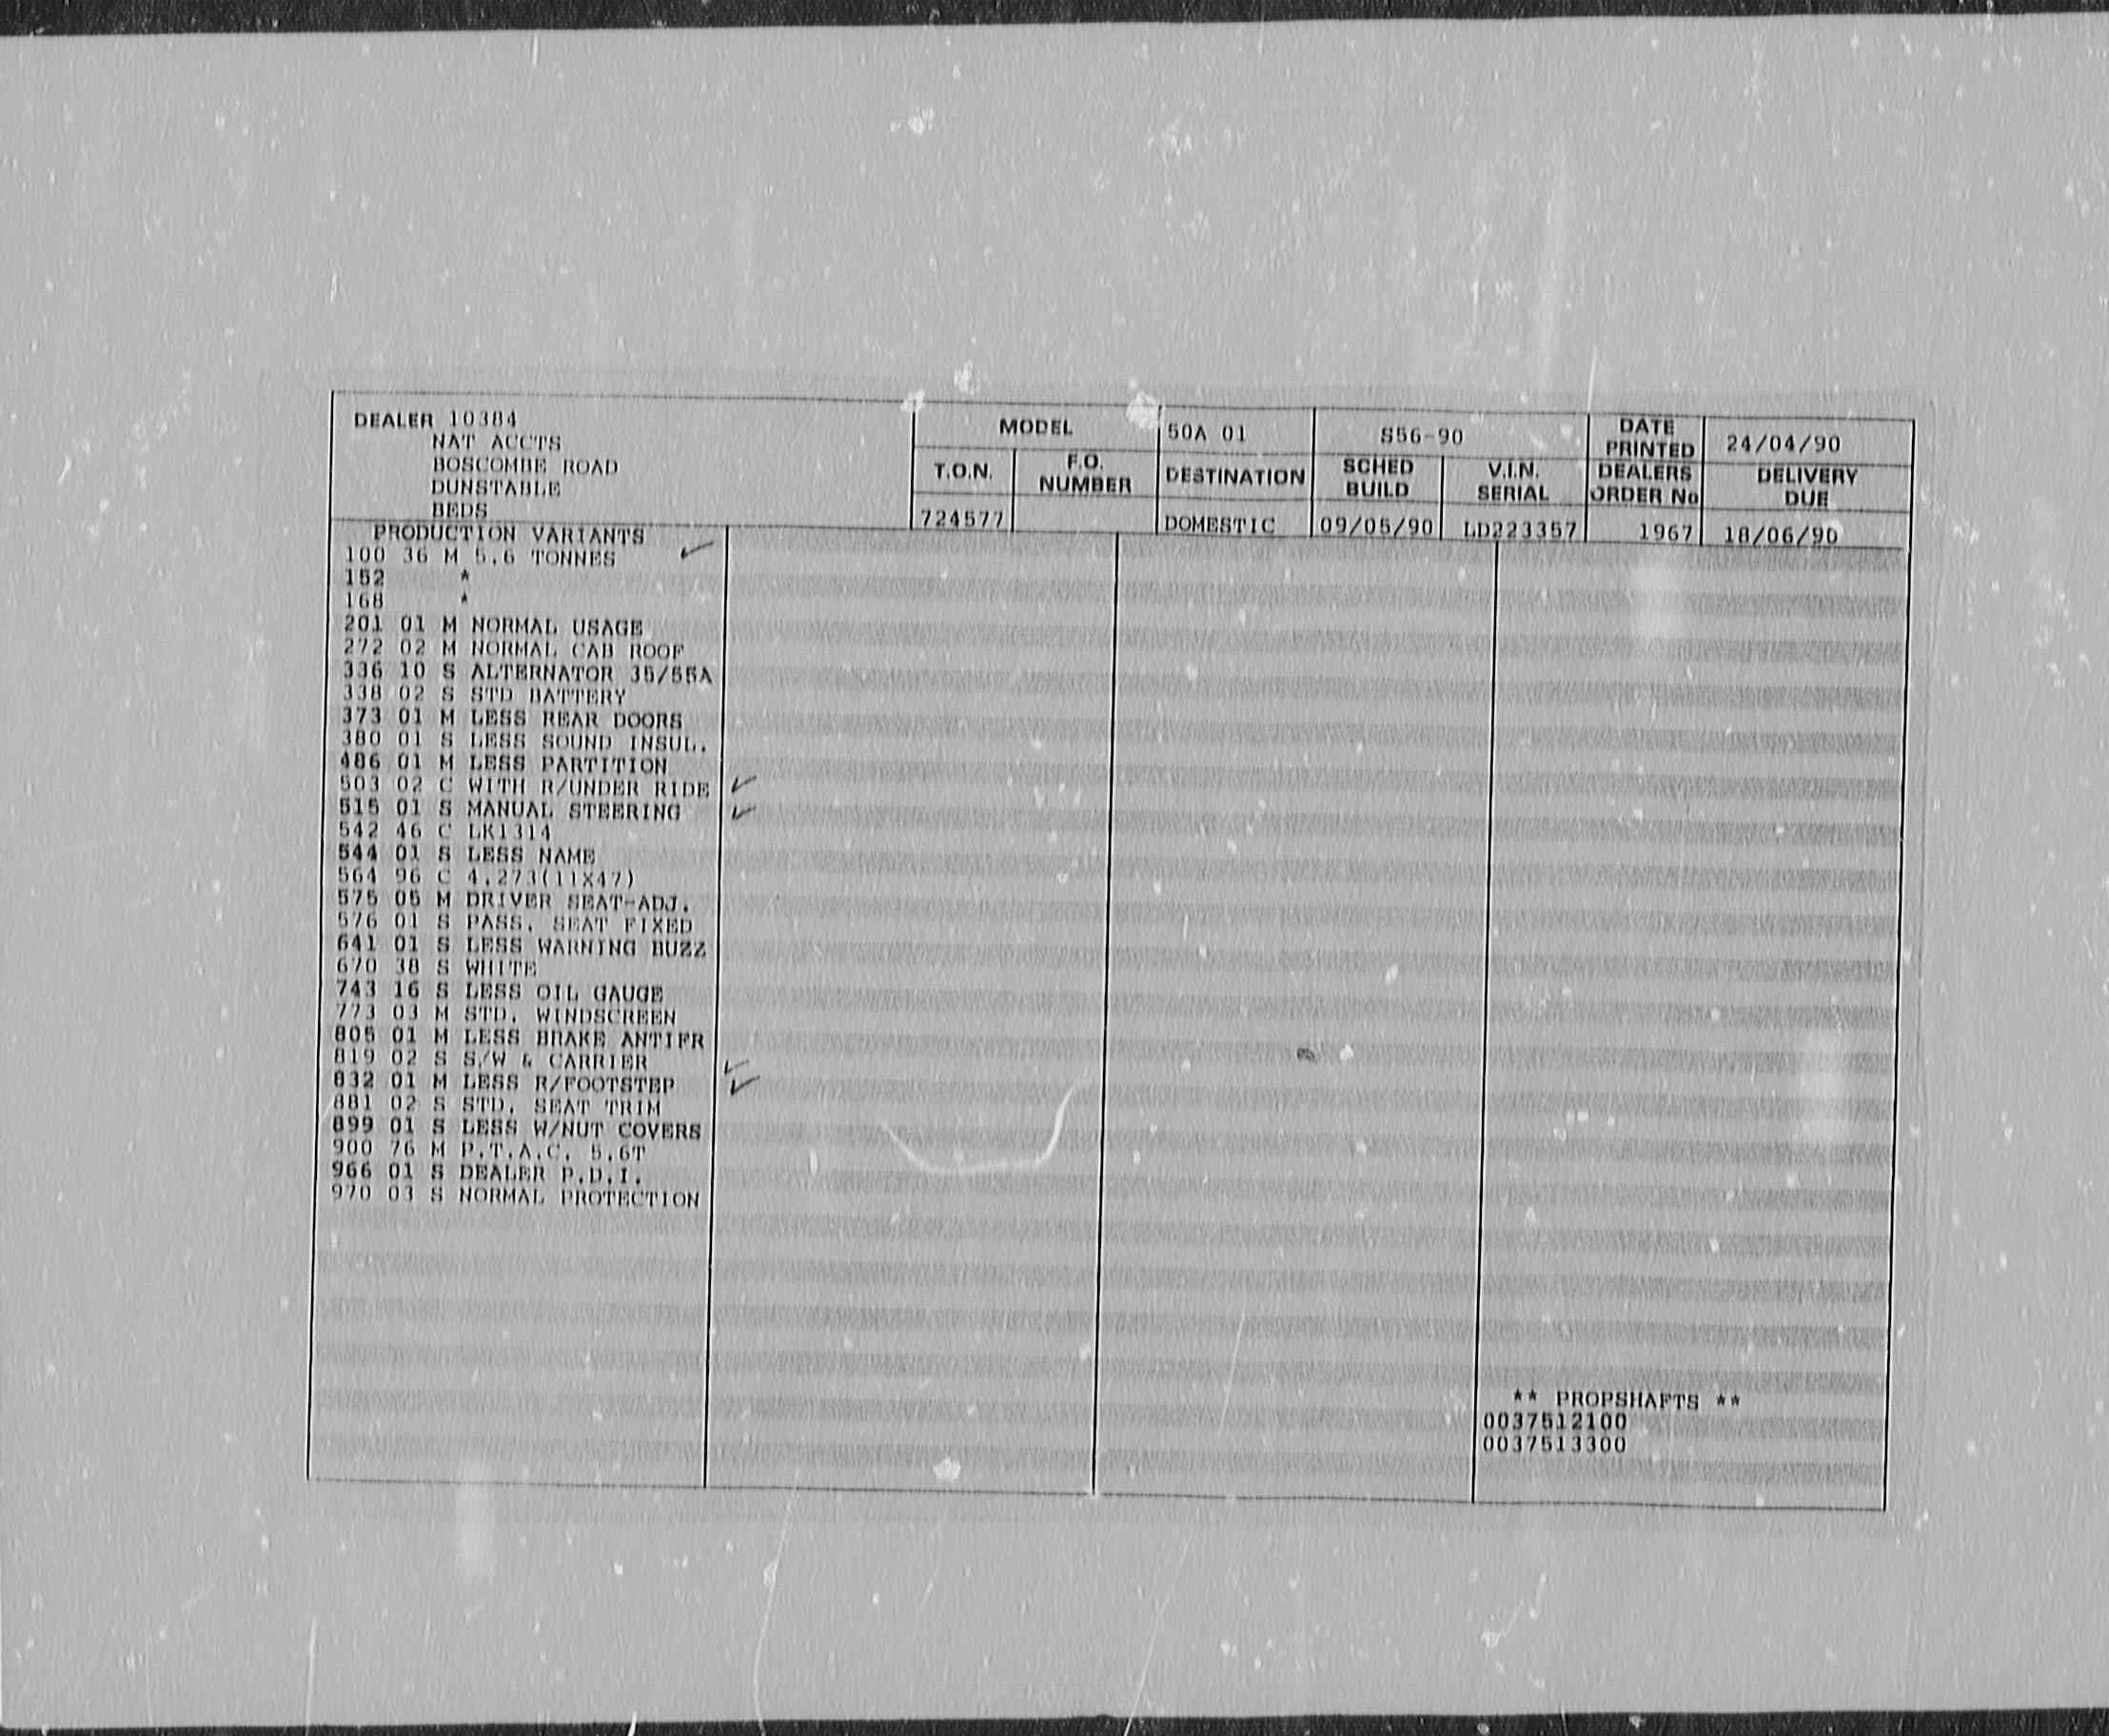 DEALER 10384
NAT ACCTS
BOSCOMBE ROAD
DUNSTABLE
BEDS
MODEL 50A 01 S56-90 DATE PRINTED 24/04/90
T.O.N. F.O. NUMBER DESTINATION SCHED BUILD V.I.N. SERIAL DEALERS ORDER No DELIVERY DUE
724577 DOMESTIC 09/05/90 LD223357 1967 18/06/90
PRODUCTION VARIANTS
100 36 M 5.6 TONNES
152 *
168 *
201 01 M NORMAL USAGE
272 02 M NORMAL CAB ROOF
336 10 S ALTERNATOR 35/55A
338 02 S STD BATTERY
373 01 M LESS REAR DOORS
380 01 S LESS SOUND INSUL.
486 01 M LESS PARTITION
503 02 C WITH R/UNDER RIDE
515 01 S MANUAL STEERING
542 46 C LK1314
544 01 S LESS NAME
564 96 C 4.273(11X47)
575 05 M DRIVER SEAT-ADJ.
576 01 S PASS. SEAT FIXED
641 01 S LESS WARNING BUZZ
670 38 S WHITE
743 16 S LESS OIL GAUGE
773 03 M STD. WINDSCREEN
805 01 M LESS BRAKE ANTIFR
819 02 S S/W & CARRIER
832 01 M LESS R/FOOTSTEP
881 02 S STD. SEAT TRIM
899 01 S LESS W/NUT COVERS
900 76 M P.T.A.C. 5.6T
966 01 S DEALER P.D.I.
970 03 S NORMAL PROTECTION
** PROPSHAFTS **
0037512100
0037513300